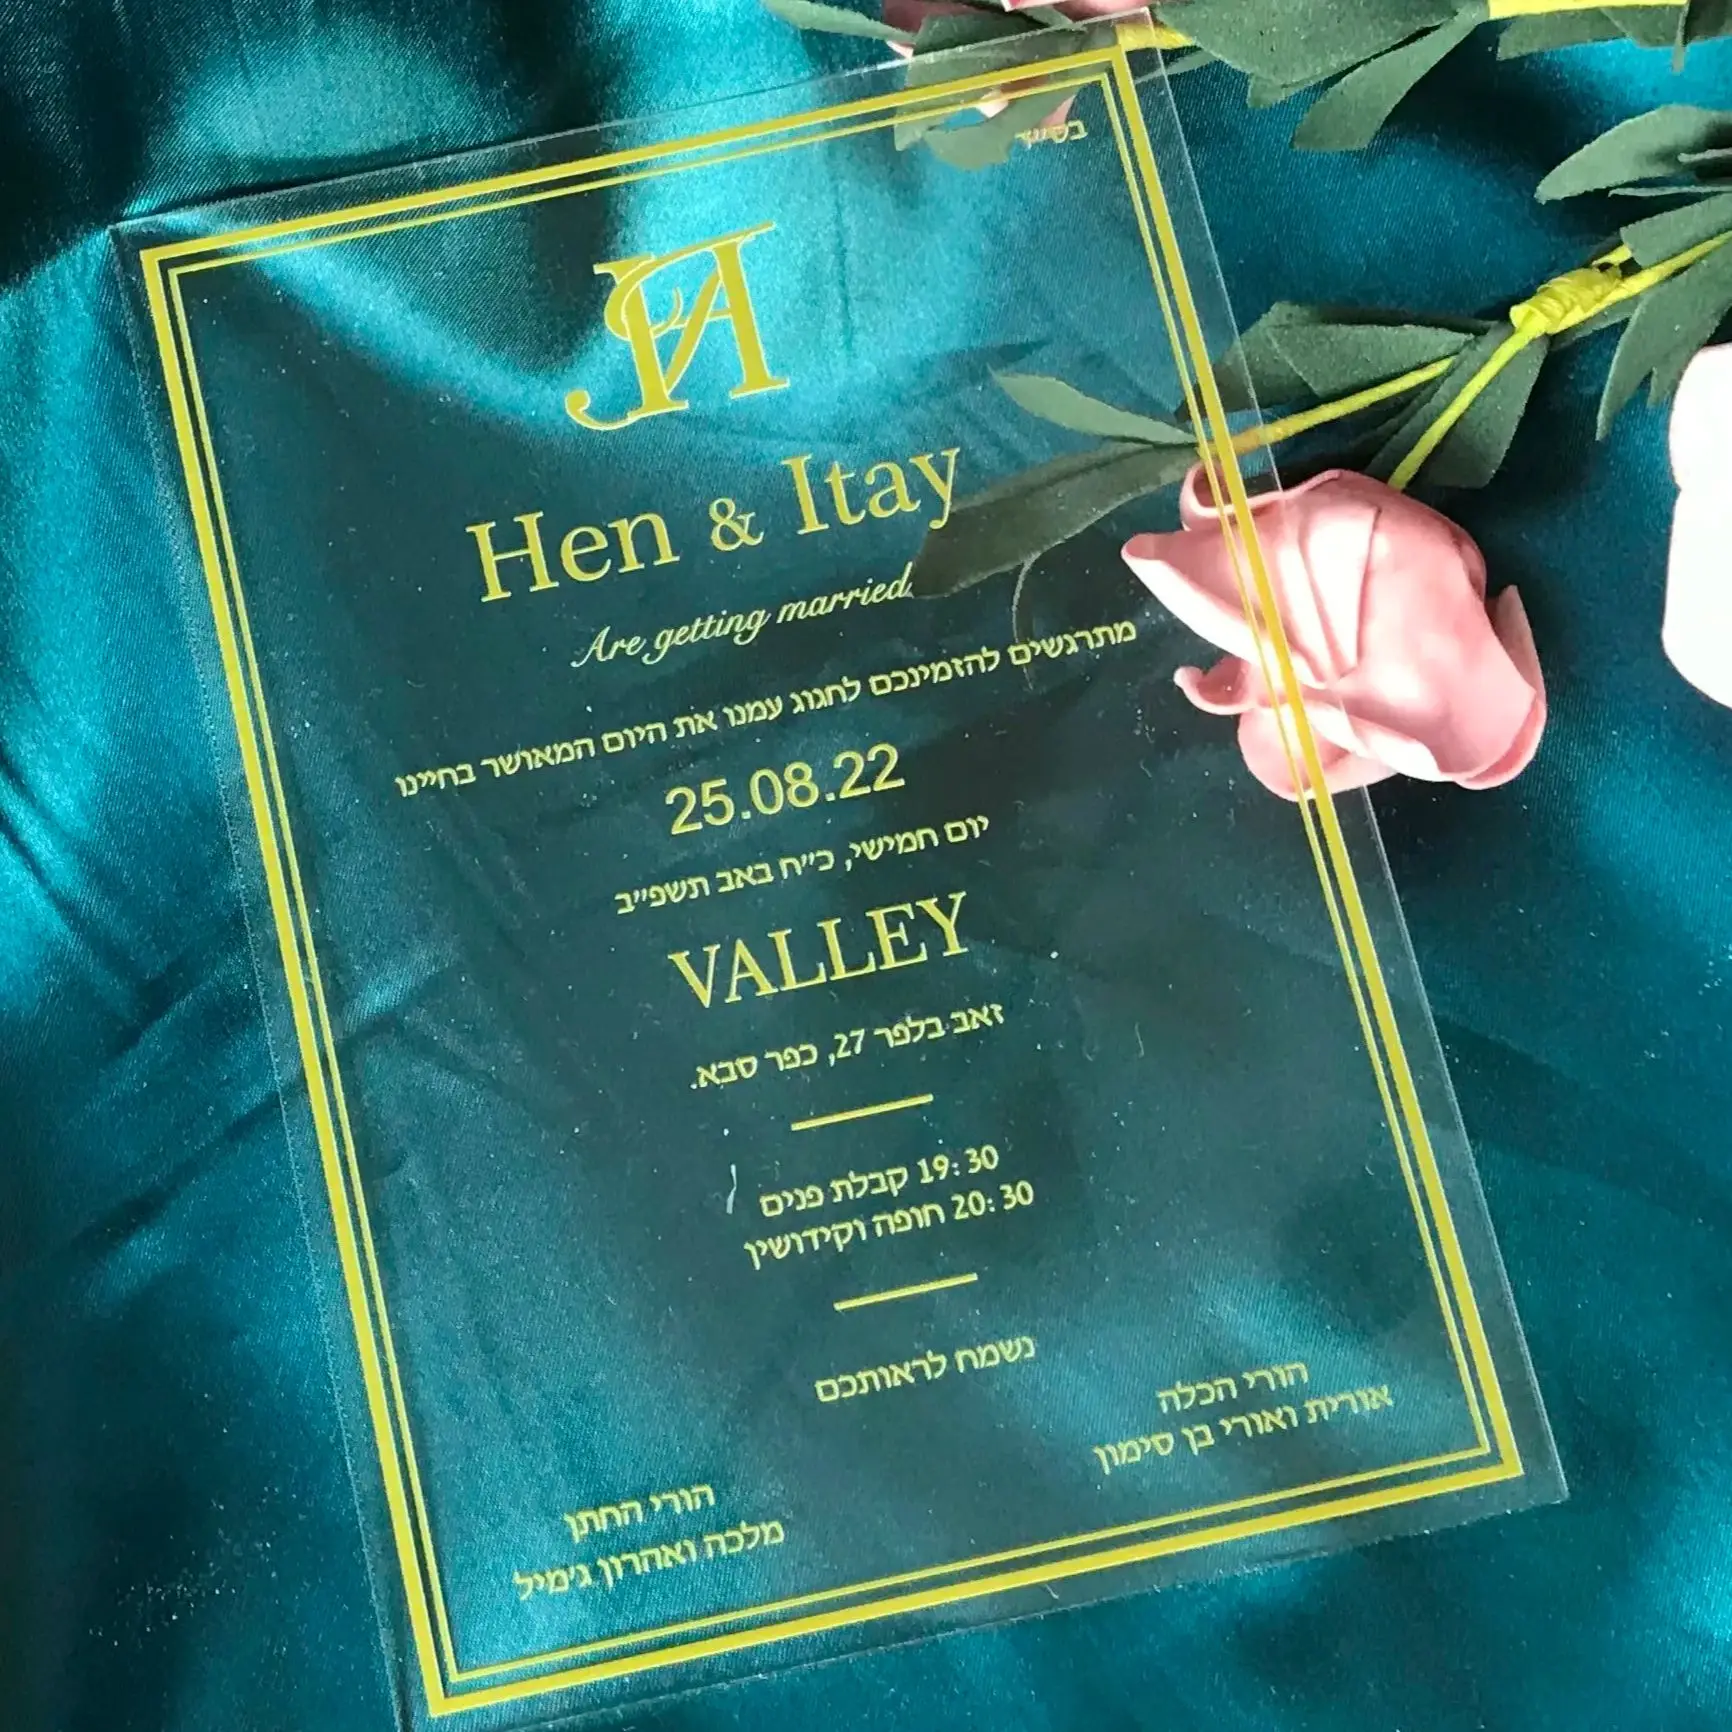 בס״ד
Hen & Itay
Are getting married
מתרגשים להזמינכם לחגוג עמנו את היום המאושר בחיינו
25.08.22
יום חמישי, כ״ח באב תשפ״ב
VALLEY
זאב בלפר 27, כפר סבא.
19:30 קבלת פנים
20:30 חופה וקידושין
נשמח לראותכם
הורי הכלה
אורית ואורי בן סימון
הורי החתן
מלכה ואהרון ג׳מיל